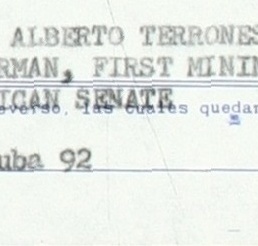 ALBERTO TERRONES
RMAN, FIRST MININ
ICAN SENATE
everso, las cuales quedan
uba 92